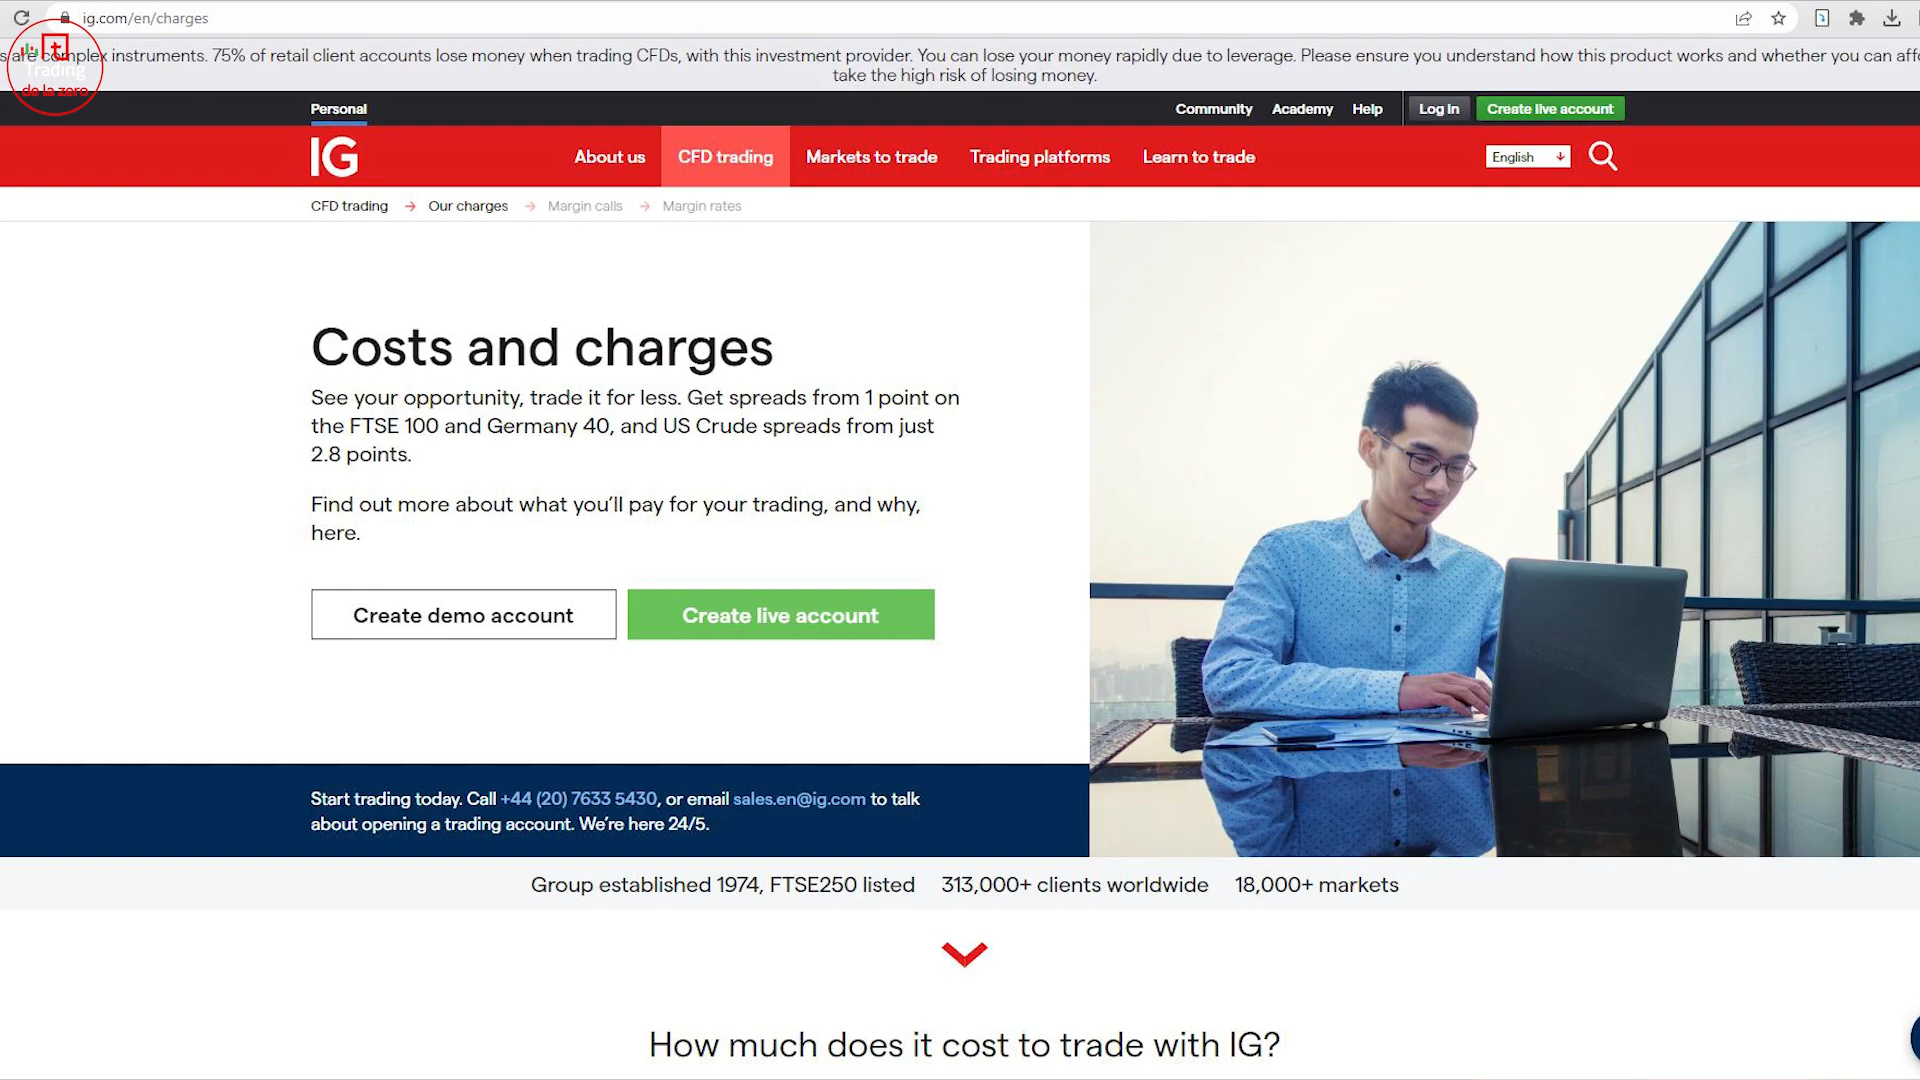 ig.com/en/charges
s are complex instruments. 75% of retail client accounts lose money when trading CFDs, with this investment provider. You can lose your money rapidly due to leverage. Please ensure you understand how this product works and whether you can aff
take the high risk of losing money.
t
Trading
de la zero
Personal
Community Academy Help Log in Create live account
IG
About us CFD trading Markets to trade Trading platforms Learn to trade
English
CFD trading Our charges Margin calls Margin rates
Costs and charges
See your opportunity, trade it for less. Get spreads from 1 point on
the FTSE 100 and Germany 40, and US Crude spreads from just
2.8 points.
Find out more about what you’ll pay for your trading, and why,
here.
Create demo account Create live account
Start trading today. Call +44 (20) 7633 5430, or email sales.en@ig.com to talk
about opening a trading account. We’re here 24/5.
Group established 1974, FTSE250 listed 313,000+ clients worldwide 18,000+ markets
How much does it cost to trade with IG?